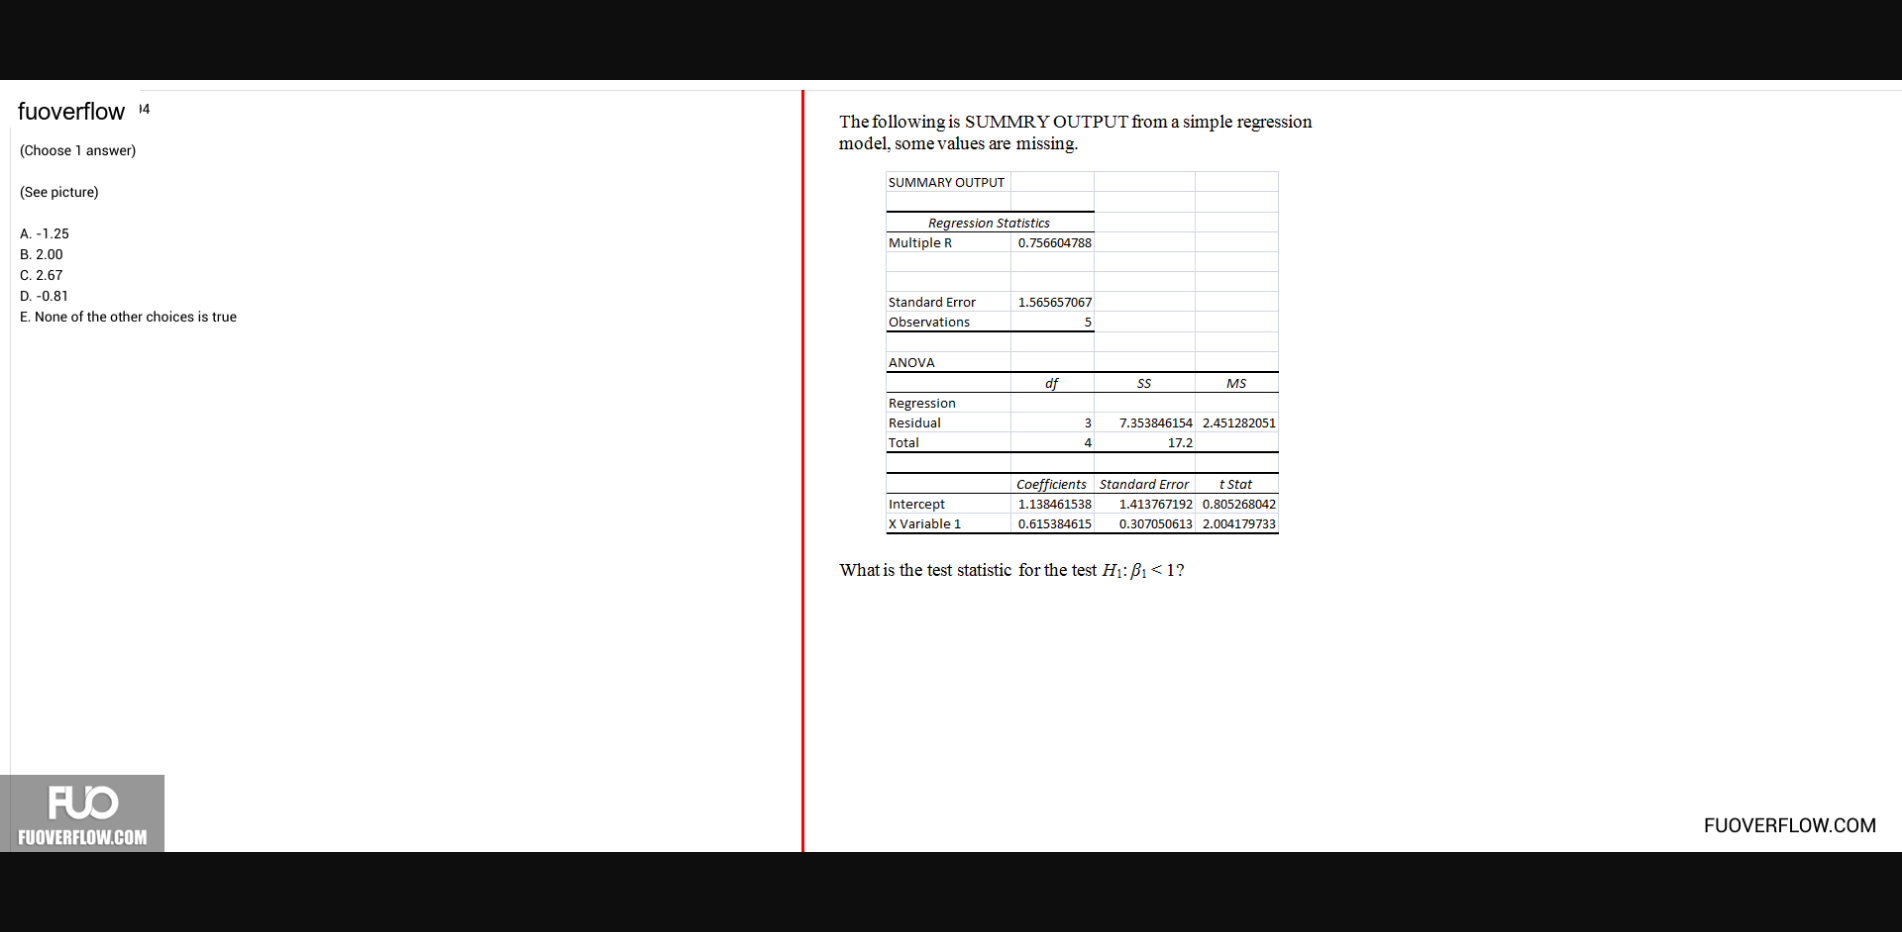 fuoverflow
(Choose 1 answer)
(See picture)
A. -1.25
B. 2.00
C. 2.67
D. -0.81
E. None of the other choices is true
FUO
FUOVERFLOW.COM
The following is SUMMRY OUTPUT from a simple regression
model, some values are missing.
SUMMARY OUTPUT
Regression Statistics
Multiple R 0.756604788
Standard Error 1.565657067
Observations 5
ANOVA
df SS MS
Regression
Residual 3 7.353846154 2.451282051
Total 4 17.2
Coefficients Standard Error t Stat
Intercept 1.138461538 1.413767192 0.805268042
X Variable 1 0.615384615 0.307050613 2.004179733
What is the test statistic for the test H₁: β₁ < 1?
FUOVERFLOW.COM